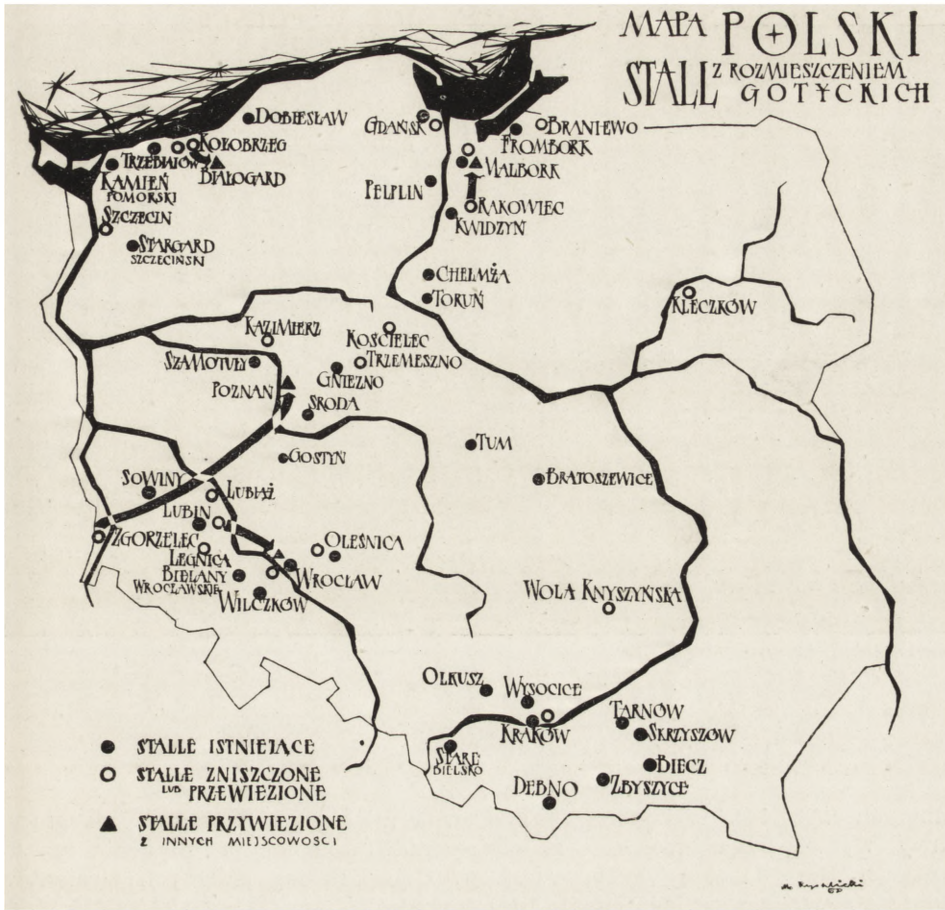 MAPA POLSKI
STALL Z ROZMIESZCZENIEM
GOTYCKICH
DOBIESŁAW
GDAŃSK
BRANIEWO
FROMBORK
KOŁOBRZEG
TRZEBIATÓW
BIAŁOGARD
MALBORK
KAMIEŃ
POMORSKI
PELPLIN
SZCZECIN
RAKOWIEC
KWIDZYŃ
STARGARD
SZCZECIŃSKI
CHEŁMŻA
TORUŃ
KLECZKÓW
KAZIMIERZ
KOŚCIELEC
SZAMOTUŁY
TRZEMESZNO
GNIEZNO
POZNAŃ
ŚRODA
TUM
GOSTYŃ
BRATOSZEWICE
SOWINY
LUBIĄŻ
LUBIN
ZGORZELEC
OLEŚNICA
LEGNICA
BIELANY
WROCŁAWSKIE
WROCŁAW
WILCZKÓW
WOLA KNYSZYŃSKA
OLKUSZ
WYSOCICE
TARNÓW
KRAKÓW
SKRZYSZÓW
STARE
BIELSKO
BIECZ
DĘBNO
ZBYSZYCE
STALLE ISTNIEJĄCE
STALLE ZNISZCZONE
LUB PRZEWIEZIONE
STALLE PRZYWIEZIONE
Z INNYCH MIEJSCOWOŚCI